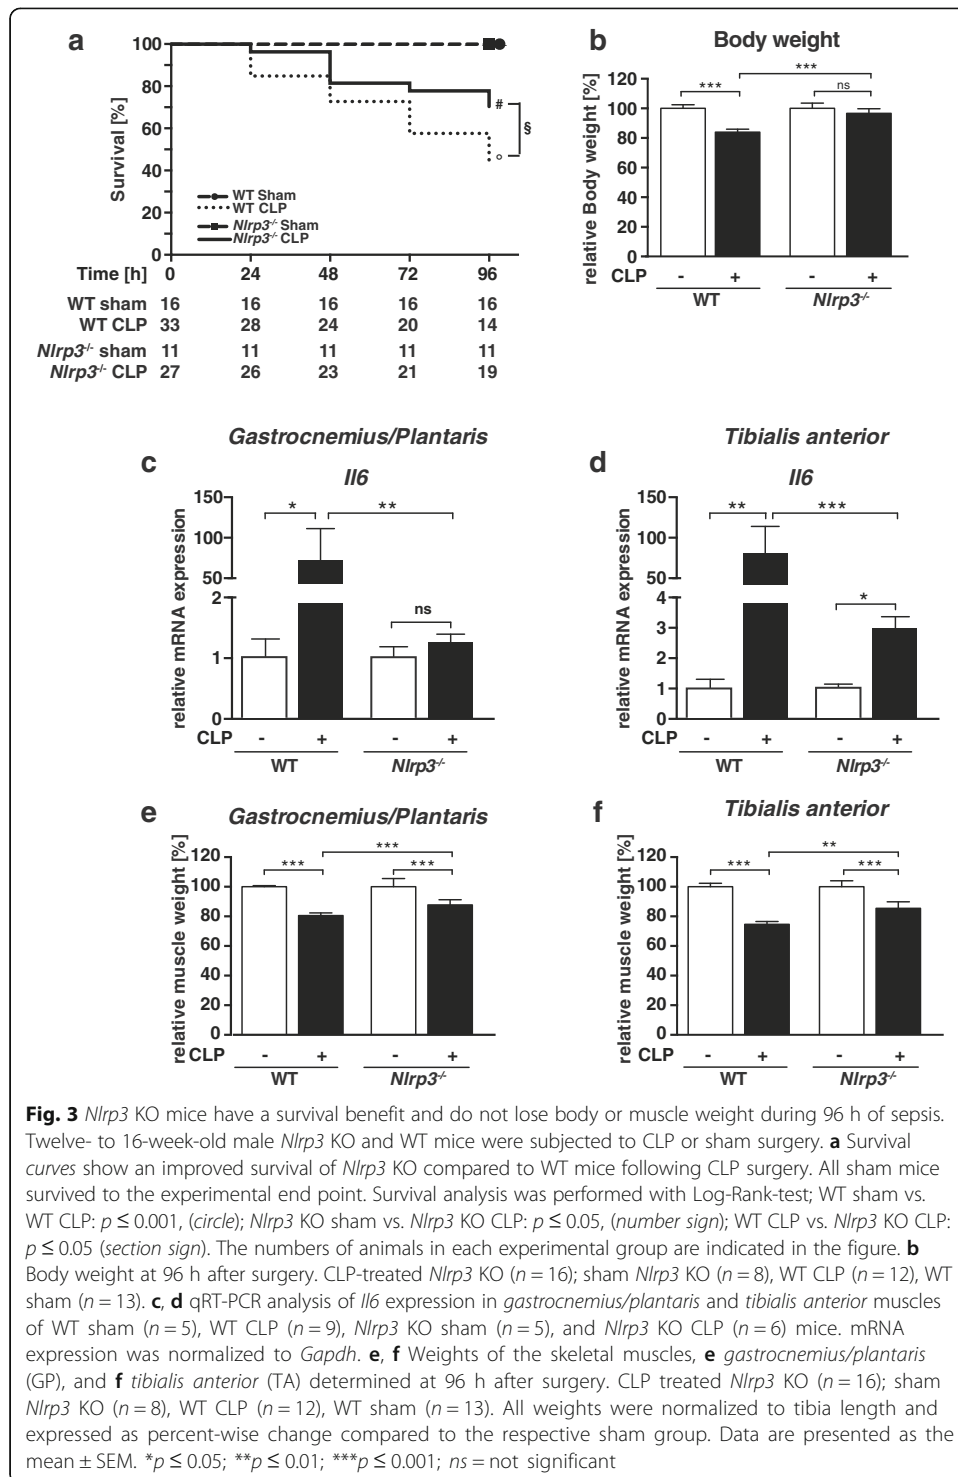 a
Survival [%]
100
80
60
40
20
0
#
§
°
WT Sham
WT CLP
Nlrp3-/- Sham
Nlrp3-/- CLP
Time [h] 0 24 48 72 96
WT sham 16 16 16 16 16
WT CLP 33 28 24 20 14
Nlrp3-/- sham 11 11 11 11 11
Nlrp3-/- CLP 27 26 23 21 19
b
Body weight
relative Body weight [%]
120
100
80
60
40
20
0
***
***
ns
CLP - + - +
WT Nlrp3-/-
Gastrocnemius/Plantaris
c
Il6
relative mRNA expression
150
100
50
2
1
0
*
**
ns
CLP - + - +
WT Nlrp3-/-
Tibialis anterior
d
Il6
relative mRNA expression
150
100
50
4
3
2
1
0
**
***
*
CLP - + - +
WT Nlrp3-/-
e
Gastrocnemius/Plantaris
relative muscle weight [%]
120
100
80
60
40
20
0
***
***
***
CLP - + - +
WT Nlrp3-/-
f
Tibialis anterior
relative muscle weight [%]
120
100
80
60
40
20
0
***
**
***
CLP - + - +
WT Nlrp3-/-
Fig. 3 Nlrp3 KO mice have a survival benefit and do not lose body or muscle weight during 96 h of sepsis.
Twelve- to 16-week-old male Nlrp3 KO and WT mice were subjected to CLP or sham surgery. a Survival
curves show an improved survival of Nlrp3 KO compared to WT mice following CLP surgery. All sham mice
survived to the experimental end point. Survival analysis was performed with Log-Rank-test; WT sham vs.
WT CLP: p ≤ 0.001, (circle); Nlrp3 KO sham vs. Nlrp3 KO CLP: p ≤ 0.05, (number sign); WT CLP vs. Nlrp3 KO CLP:
p ≤ 0.05 (section sign). The numbers of animals in each experimental group are indicated in the figure. b
Body weight at 96 h after surgery. CLP-treated Nlrp3 KO (n = 16); sham Nlrp3 KO (n = 8), WT CLP (n = 12), WT
sham (n = 13). c, d qRT-PCR analysis of Il6 expression in gastrocnemius/plantaris and tibialis anterior muscles
of WT sham (n = 5), WT CLP (n = 9), Nlrp3 KO sham (n = 5), and Nlrp3 KO CLP (n = 6) mice. mRNA
expression was normalized to Gapdh. e, f Weights of the skeletal muscles, e gastrocnemius/plantaris
(GP), and f tibialis anterior (TA) determined at 96 h after surgery. CLP treated Nlrp3 KO (n = 16); sham
Nlrp3 KO (n = 8), WT CLP (n = 12), WT sham (n = 13). All weights were normalized to tibia length and
expressed as percent-wise change compared to the respective sham group. Data are presented as the
mean ± SEM. *p ≤ 0.05; **p ≤ 0.01; ***p ≤ 0.001; ns = not significant